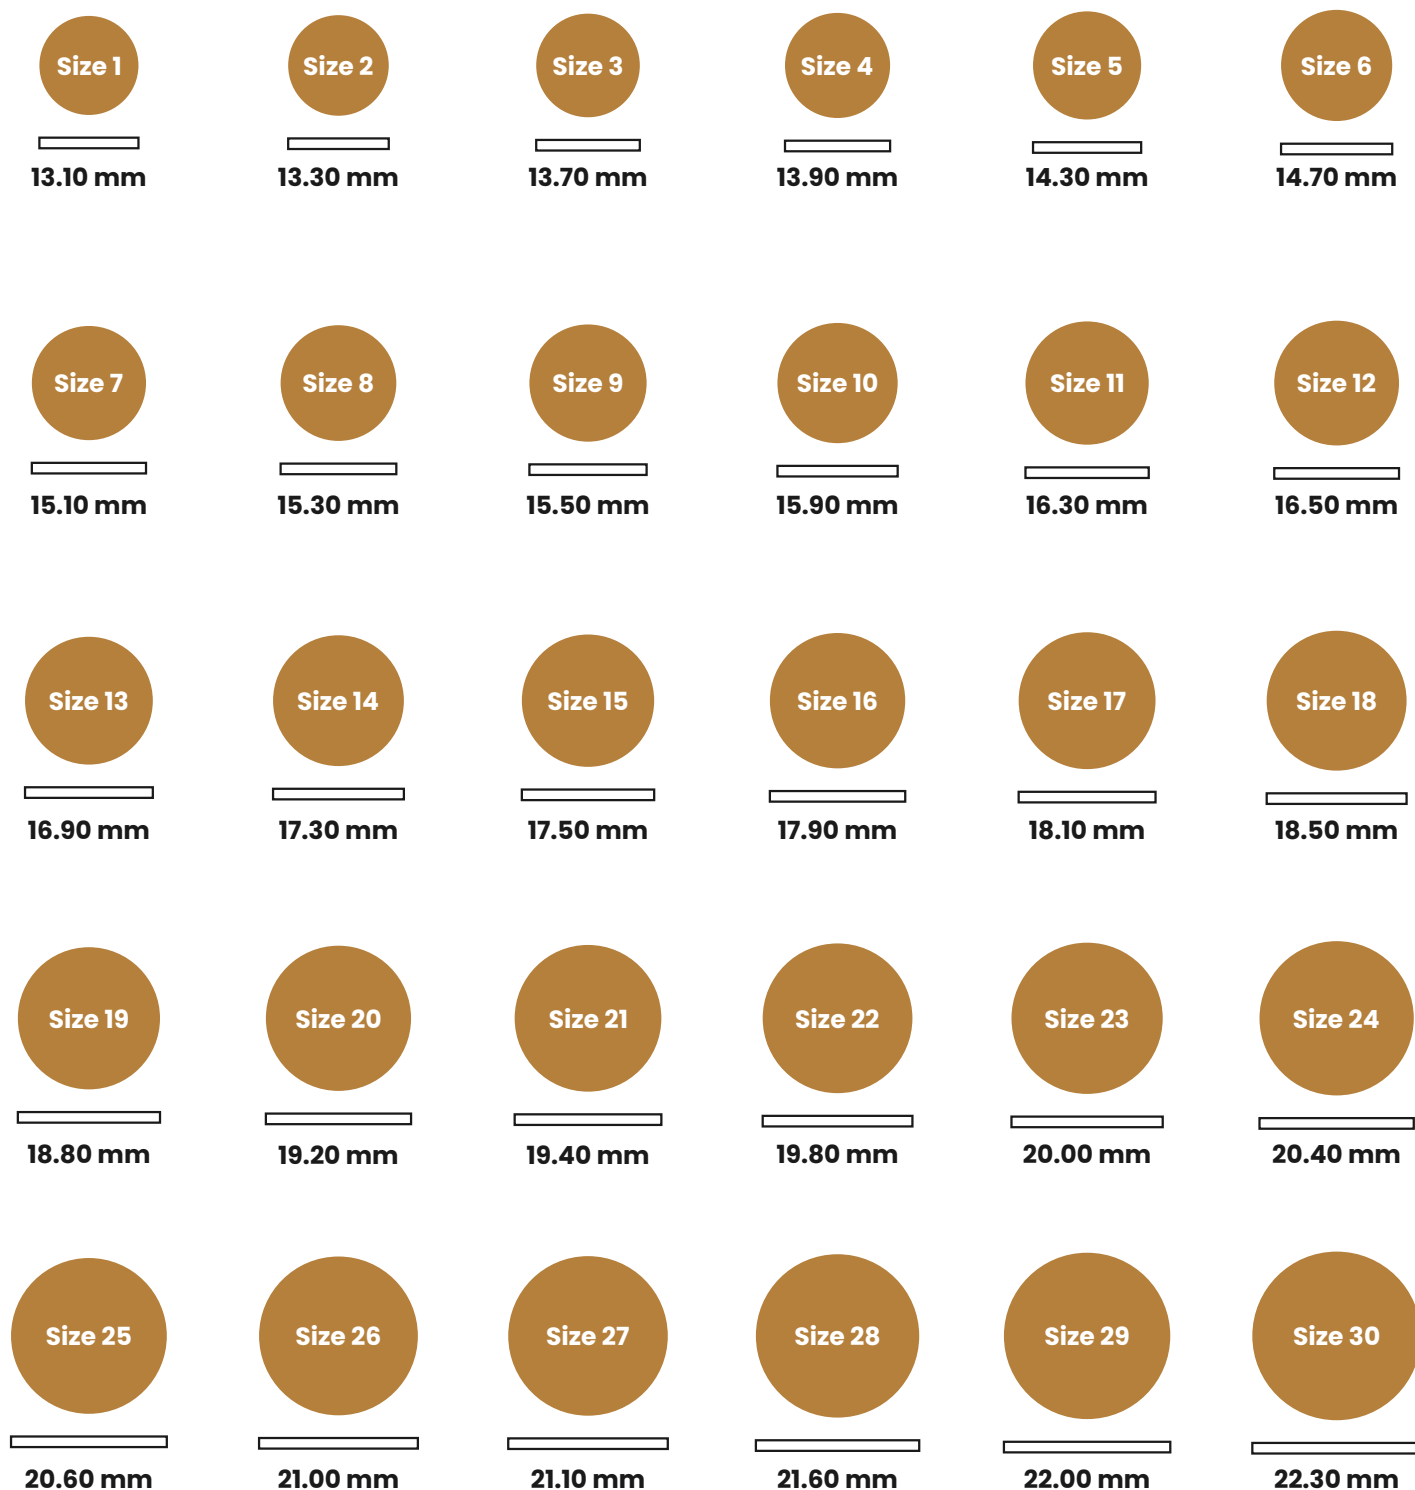 Size 1 Size 2 Size 3 Size 4 Size 5 Size 6
13.10 mm 13.30 mm 13.70 mm 13.90 mm 14.30 mm 14.70 mm
Size 7 Size 8 Size 9 Size 10 Size 11 Size 12
15.10 mm 15.30 mm 15.50 mm 15.90 mm 16.30 mm 16.50 mm
Size 13 Size 14 Size 15 Size 16 Size 17 Size 18
16.90 mm 17.30 mm 17.50 mm 17.90 mm 18.10 mm 18.50 mm
Size 19 Size 20 Size 21 Size 22 Size 23 Size 24
18.80 mm 19.20 mm 19.40 mm 19.80 mm 20.00 mm 20.40 mm
Size 25 Size 26 Size 27 Size 28 Size 29 Size 30
20.60 mm 21.00 mm 21.10 mm 21.60 mm 22.00 mm 22.30 mm